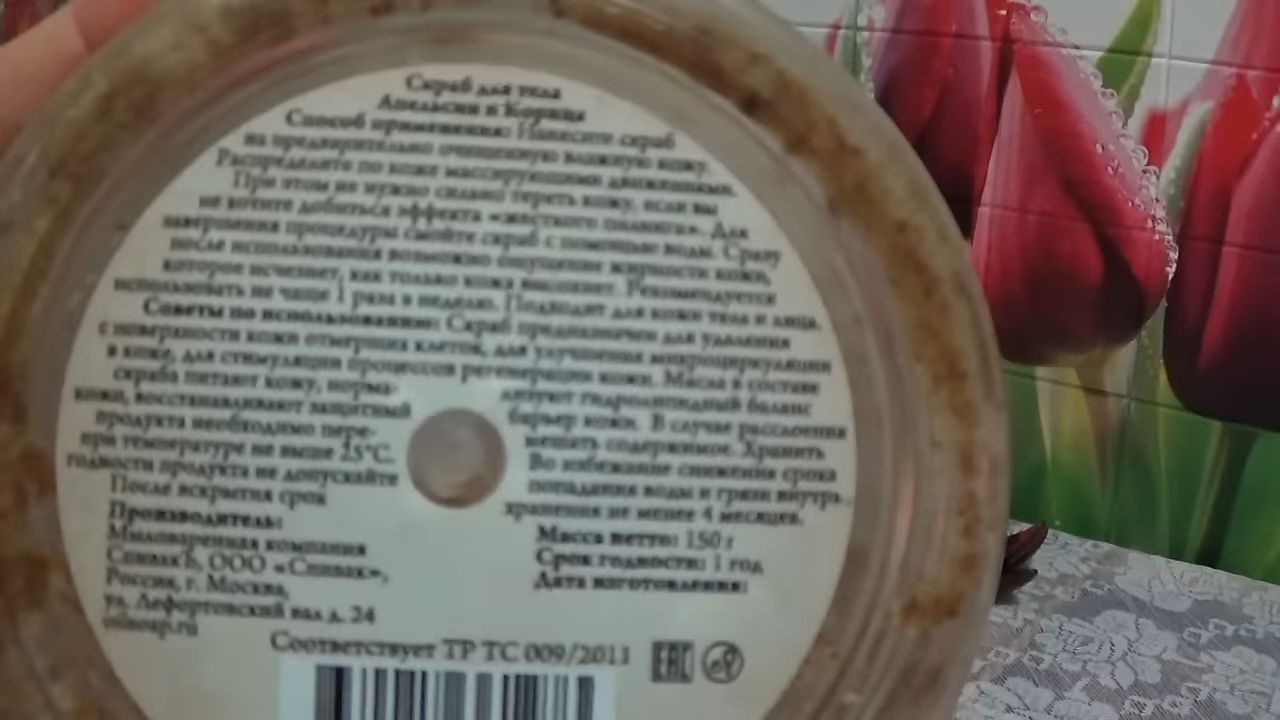 Скраб для тела
Апельсин и Корица
Способ применения: Нанесите скраб
на предварительно очищенную влажную кожу.
Распределите по коже массирующими движениями.
При этом не нужно сильно тереть кожу, если вы
не хотите добиться эффекта «жесткого пилинга». Для
завершения процедуры смойте скраб с помощью воды. Сразу
после использования возможно ощущение жирности кожи,
которое исчезнет, как только кожа высохнет. Рекомендуется
использовать не чаще 1 раза в неделю. Подходит для кожи тела и лица.
Советы по использованию: Скраб предназначен для удаления
с поверхности кожи отмерших клеток, для улучшения микроциркуляции
в коже, для стимуляции процессов регенерации кожи. Масла в составе
скраба питают кожу, норма- лизуют гидролипидный баланс
кожи, восстанавливают защитный барьер кожи. В случае расслоения
продукта необходимо пере- мешать содержимое. Хранить
при температуре не выше 25°С. Во избежание снижения срока
годности продукта не допускайте попадания воды и грязи внутрь.
После вскрытия срок хранения не менее 4 месяцев.
Производитель:
Мыловаренная компания
СпивакЪ, ООО «Спивак»,
Россия, г. Москва,
ул. Лефортовский вал д. 24
oilsoap.ru
Масса нетто: 150 г
Срок годности: 1 год
Дата изготовления:
Соответствует ТР ТС 009/2011
EAC